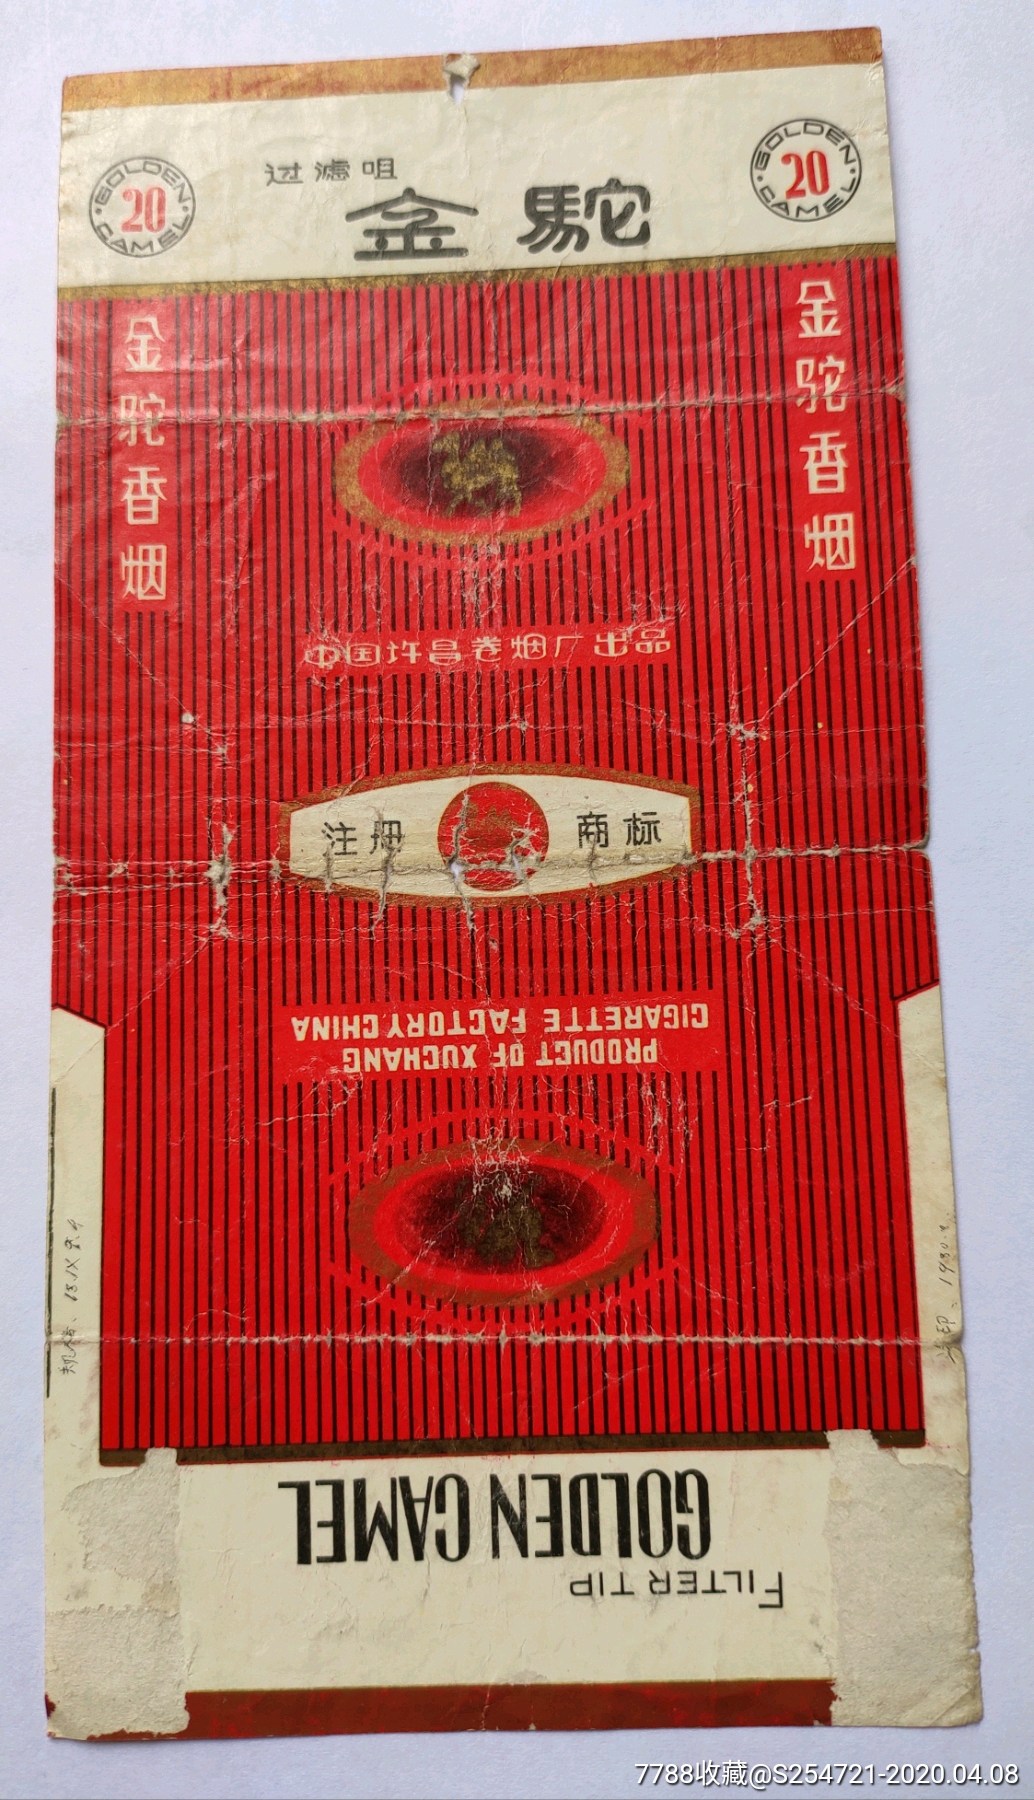 GOLDEN
20
CAMEL
过滤咀
金駝
GOLDEN
20
CAMEL
金驼香烟
金驼香烟
中国许昌卷烟厂出品
注册
商标
PRODUCT OF XUCHANG
CIGARETTE FACTORY.CHINA
FILTER TIP
GOLDEN CAMEL
7788收藏@S254721-2020.04.08